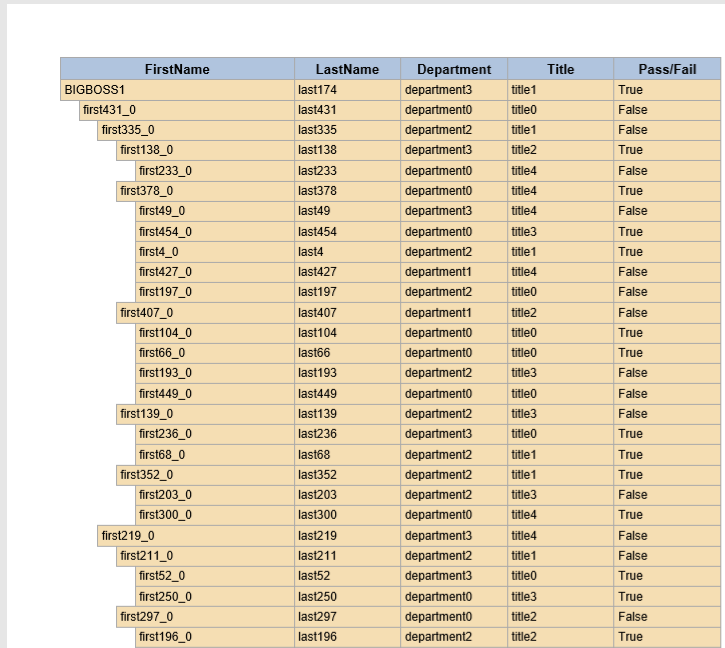 FirstName LastName Department Title Pass/Fail
BIGBOSS1 last174 department3 title1 True
first431_0 last431 department0 title0 False
first335_0 last335 department2 title1 False
first138_0 last138 department3 title2 True
first233_0 last233 department0 title4 False
first378_0 last378 department0 title4 True
first49_0 last49 department3 title4 False
first454_0 last454 department0 title3 True
first4_0 last4 department2 title1 True
first427_0 last427 department1 title4 False
first197_0 last197 department2 title0 False
first407_0 last407 department1 title2 False
first104_0 last104 department0 title0 True
first66_0 last66 department0 title0 True
first193_0 last193 department2 title3 False
first449_0 last449 department0 title0 False
first139_0 last139 department2 title3 False
first236_0 last236 department3 title0 True
first68_0 last68 department2 title1 True
first352_0 last352 department2 title1 True
first203_0 last203 department2 title3 False
first300_0 last300 department0 title4 True
first219_0 last219 department3 title4 False
first211_0 last211 department2 title1 False
first52_0 last52 department3 title0 True
first250_0 last250 department0 title3 True
first297_0 last297 department0 title2 False
first196_0 last196 department2 title2 True